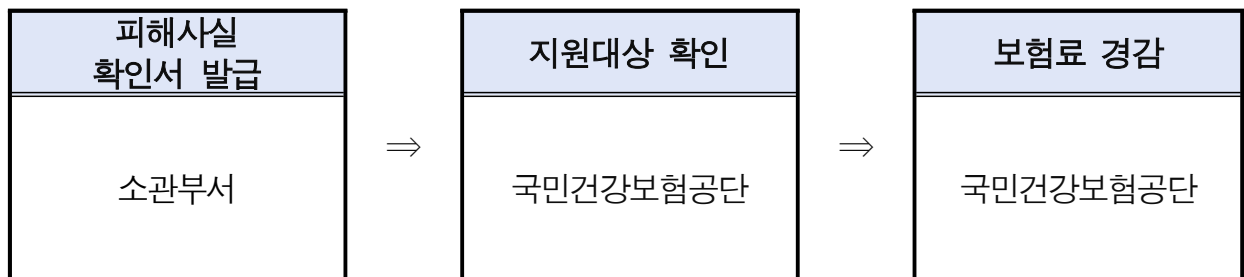 피해사실
확인서 발급
지원대상 확인
보험료 경감
소관부서
⇒
국민건강보험공단
⇒
국민건강보험공단